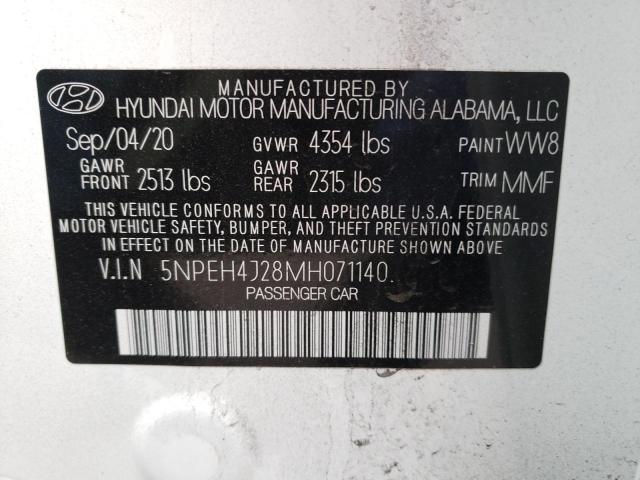 MANUFACTURED BY
HYUNDAI MOTOR MANUFACTURING ALABAMA, LLC
Sep/04/20 GVWR 4354 lbs PAINT WW8
GAWR FRONT 2513 lbs GAWR REAR 2315 lbs TRIM MMF
THIS VEHICLE CONFORMS TO ALL APPLICABLE U.S.A. FEDERAL
MOTOR VEHICLE SAFETY, BUMPER, AND THEFT PREVENTION STANDARDS
IN EFFECT ON THE DATE OF MANUFACTURE SHOWN ABOVE.
V.I.N 5NPEH4J28MH071140.
PASSENGER CAR